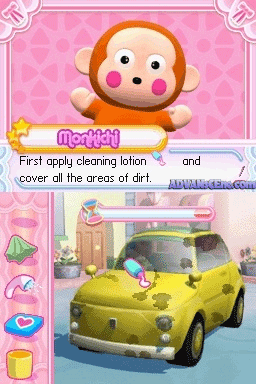 Monkichi
First apply cleaning lotion and
cover all the areas of dirt.
ADVANsCEne.com